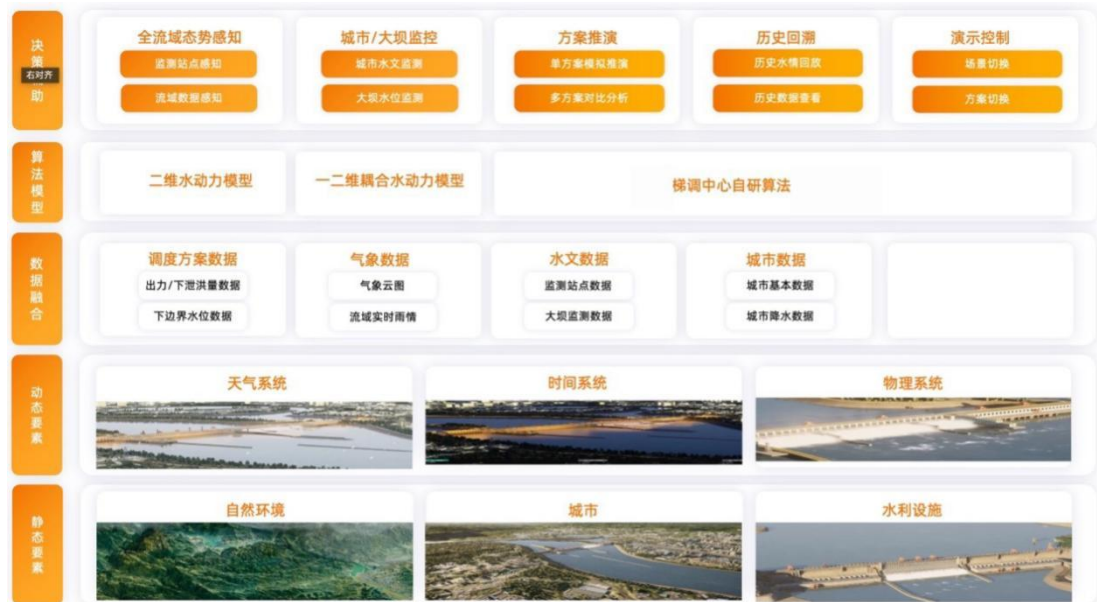 决策
助
右对齐
全流域态势感知
监测站点感知
流域数据感知
城市/大坝监控
城市水文监测
大坝水位监测
方案推演
单方案模拟推演
多方案对比分析
历史回溯
历史水情回放
历史数据查看
演示控制
场景切换
方案切换
算法模型
二维水动力模型
一二维耦合水动力模型
梯调中心自研算法
数据融合
调度方案数据
出力/下泄洪量数据
下边界水位数据
气象数据
气象云图
流域实时雨情
水文数据
监测站点数据
大坝监测数据
城市数据
城市基本数据
城市降水数据
动态要素
天气系统
时间系统
物理系统
静态要素
自然环境
城市
水利设施